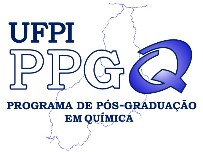 UFPI
PPGQ
PROGRAMA DE PÓS-GRADUAÇÃO
EM QUÍMICA